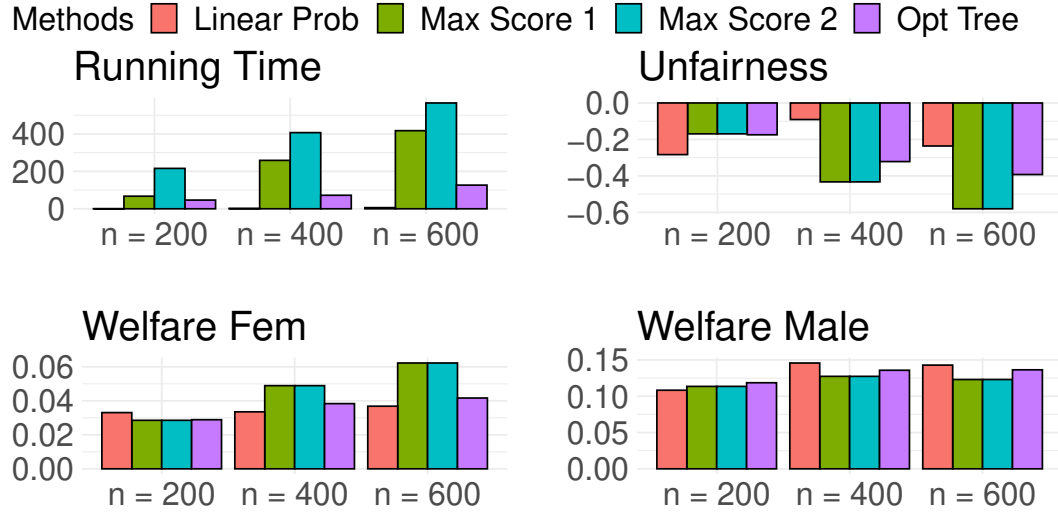 Methods Linear Prob Max Score 1 Max Score 2 Opt Tree
Running Time
400
200
0
n = 200 n = 400 n = 600
Unfairness
0.0
−0.2
−0.4
−0.6
n = 200 n = 400 n = 600
Welfare Fem
0.06
0.04
0.02
0.00
n = 200 n = 400 n = 600
Welfare Male
0.15
0.10
0.05
0.00
n = 200 n = 400 n = 600